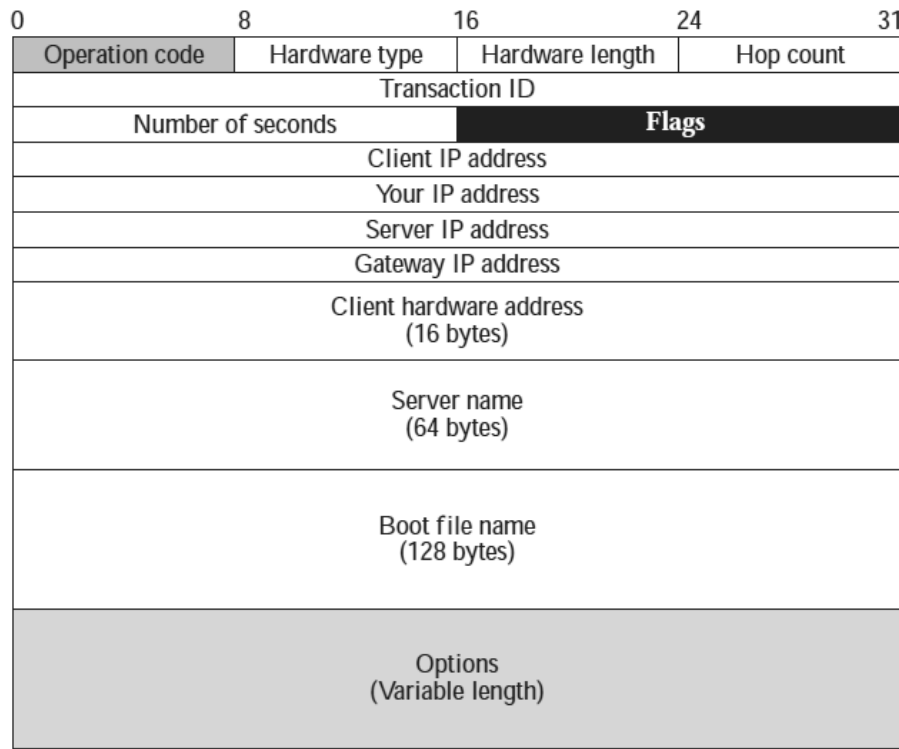 0 8 16 24 31
Operation code Hardware type Hardware length Hop count
Transaction ID
Number of seconds Flags
Client IP address
Your IP address
Server IP address
Gateway IP address
Client hardware address
(16 bytes)
Server name
(64 bytes)
Boot file name
(128 bytes)
Options
(Variable length)